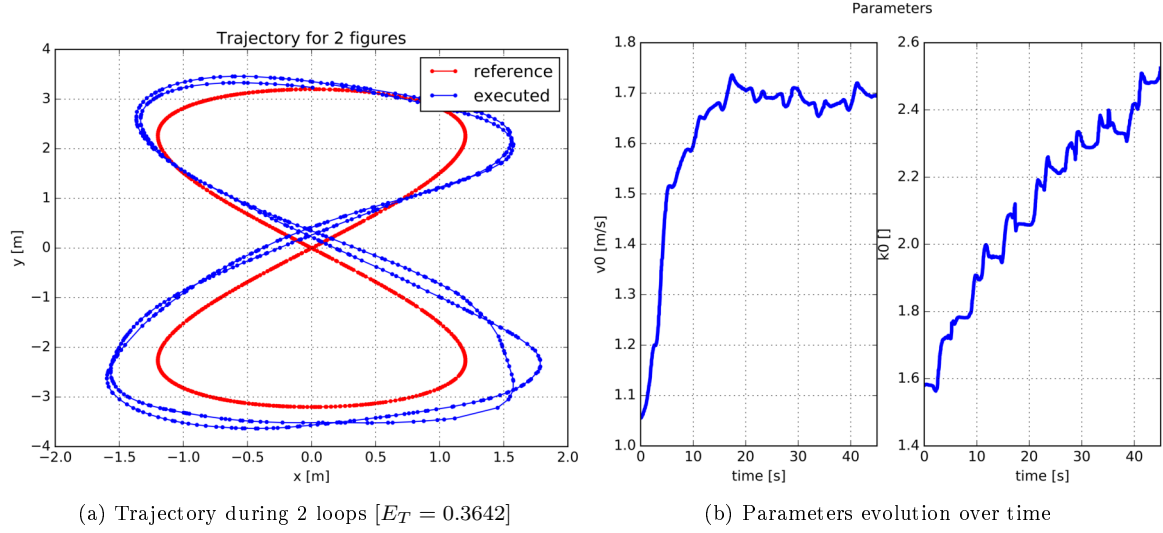 Parameters
Trajectory for 2 figures
4
3
2
1
0
−1
−2
−3
−4
y [m]
reference
executed
−2.0 −1.5 −1.0 −0.5 0.0 0.5 1.0 1.5 2.0
x [m]
1.8
1.7
1.6
1.5
1.4
1.3
1.2
1.1
1.0
v0 [m/s]
0 10 20 30 40
time [s]
2.6
2.4
2.2
2.0
1.8
1.6
1.4
k0 []
0 10 20 30 40
time [s]
(a) Trajectory during 2 loops [E_T = 0.3642]
(b) Parameters evolution over time